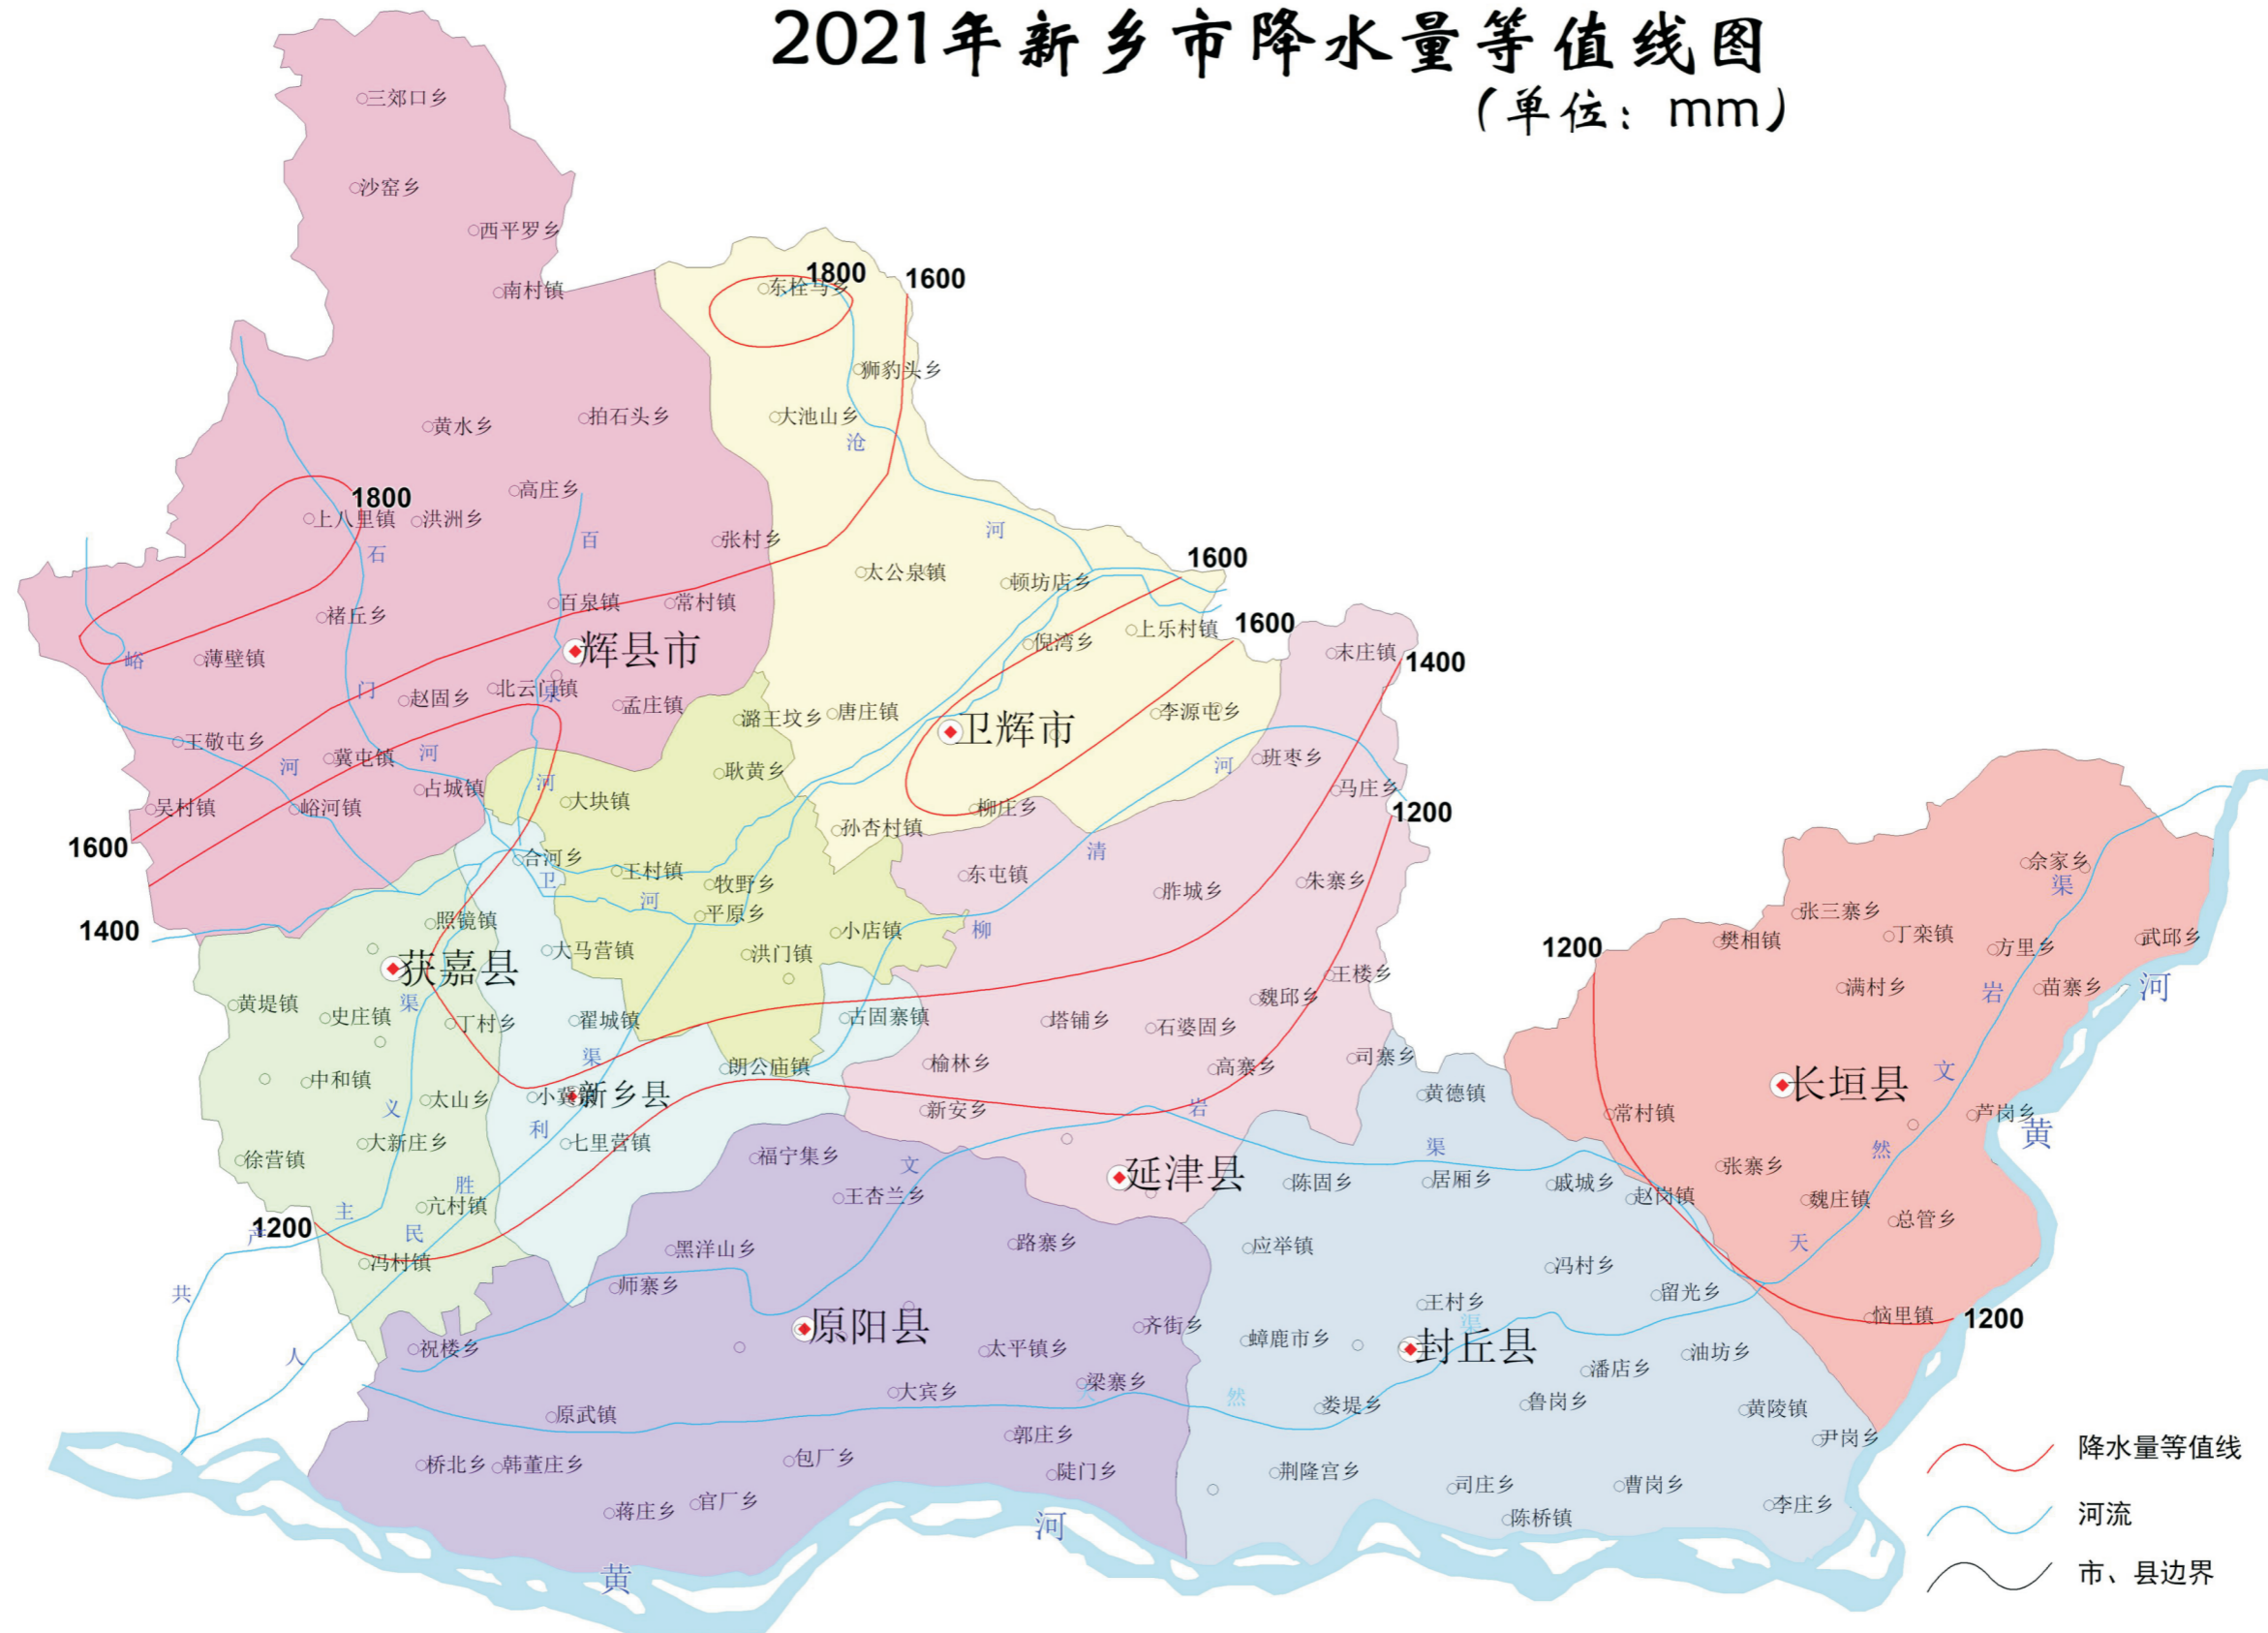 2021年新乡市降水量等值线图
（单位：mm）
三郊口乡
沙窑乡
西平罗乡
南村镇
东栓马乡
1800
1600
狮豹头乡
黄水乡
拍石头乡
大池山乡
沧
高庄乡
1800
上八里镇
洪洲乡
石
百
张村乡
河
太公泉镇
顿坊店乡
1600
百泉镇
常村镇
褚丘乡
上乐村镇
1600
倪湾乡
辉县市
末庄镇
1400
峪
薄壁镇
门
赵固乡
北云门镇
泉
孟庄镇
潞王坟乡
唐庄镇
李源屯乡
卫辉市
王敬屯乡
河
冀屯镇
河
耿黄乡
河
河
班枣乡
马庄乡
占城镇
大块镇
吴村镇
峪河镇
柳庄乡
1200
孙杏村镇
1600
合河乡
卫
王村镇
牧野乡
清
东屯镇
胙城乡
朱寨乡
佘家乡
渠
河
平原乡
照镜镇
张三寨乡
1400
小店镇
柳
樊相镇
丁栾镇
武邱乡
1200
方里乡
大马营镇
洪门镇
获嘉县
王楼乡
满村乡
岩
苗寨乡
河
黄堤镇
渠
魏邱乡
史庄镇
丁村乡
翟城镇
古固寨镇
塔铺乡
石婆固乡
渠
朗公庙镇
榆林乡
高寨乡
司寨乡
文
中和镇
长垣县
太山乡
小冀镇
新乡县
黄德镇
义
新安乡
岩
常村镇
芦岗乡
利
黄
大新庄乡
七里营镇
渠
然
徐营镇
福宁集乡
文
张寨乡
胜
延津县
陈固乡
居厢乡
戚城乡
赵岗镇
王杏兰乡
魏庄镇
亢村镇
主
总管乡
1200
产
民
黑洋山乡
路寨乡
应举镇
天
冯村镇
冯村乡
师寨乡
共
留光乡
王村乡
恼里镇
1200
原阳县
齐街乡
渠
蟑鹿市乡
封丘县
祝楼乡
人
太平镇乡
油坊乡
潘店乡
大宾乡
梁寨乡
然
娄堤乡
鲁岗乡
黄陵镇
原武镇
郭庄乡
尹岗乡
降水量等值线
桥北乡
韩董庄乡
包厂乡
陡门乡
荆隆宫乡
司庄乡
曹岗乡
蒋庄乡
官厂乡
李庄乡
河流
陈桥镇
河
黄
市、县边界